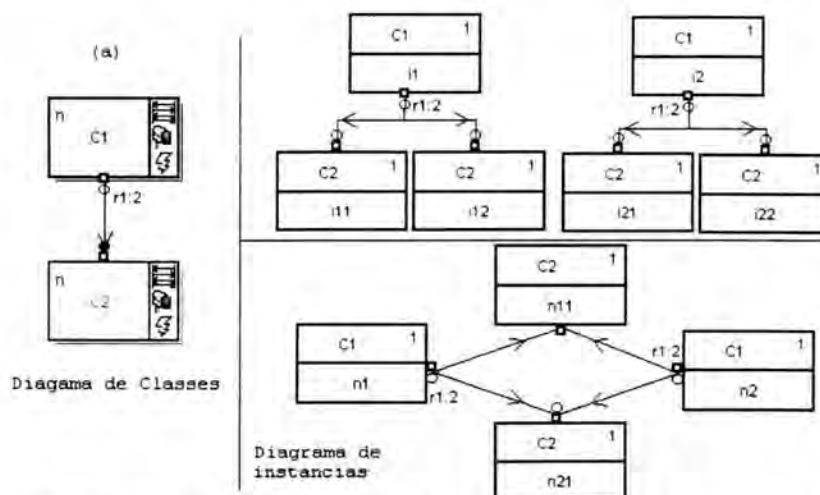 (a)
n
C1
r1:2
n
C2
Diagama de Classes
C1 1
i1
r1:2
C2 1
i11
C2 1
i12
C1 1
i2
r1:2
C2 1
i21
C2 1
i22
C2 1
n11
C1 1
n1
r1:2
r1:2
C1 1
n2
C2 1
n21
Diagrama de
instancias